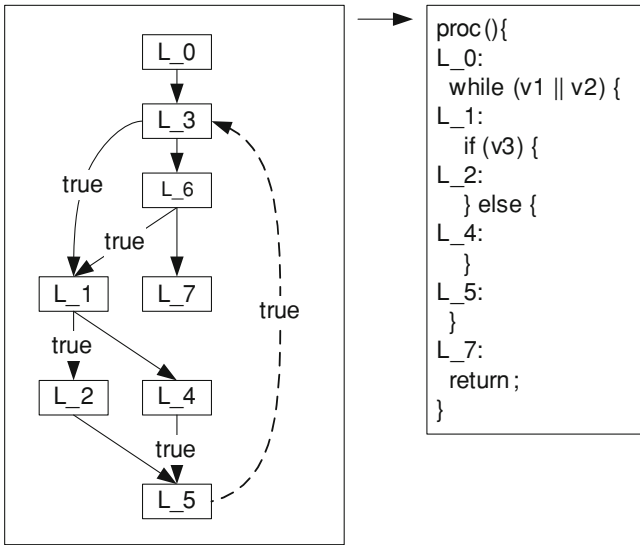 L_0
L_3
L_6
true
true
L_1
L_7
true
true
L_2
L_4
true
L_5
proc(){
L_0:
while (v1 || v2) {
L_1:
if (v3) {
L_2:
} else {
L_4:
}
L_5:
}
L_7:
return;
}